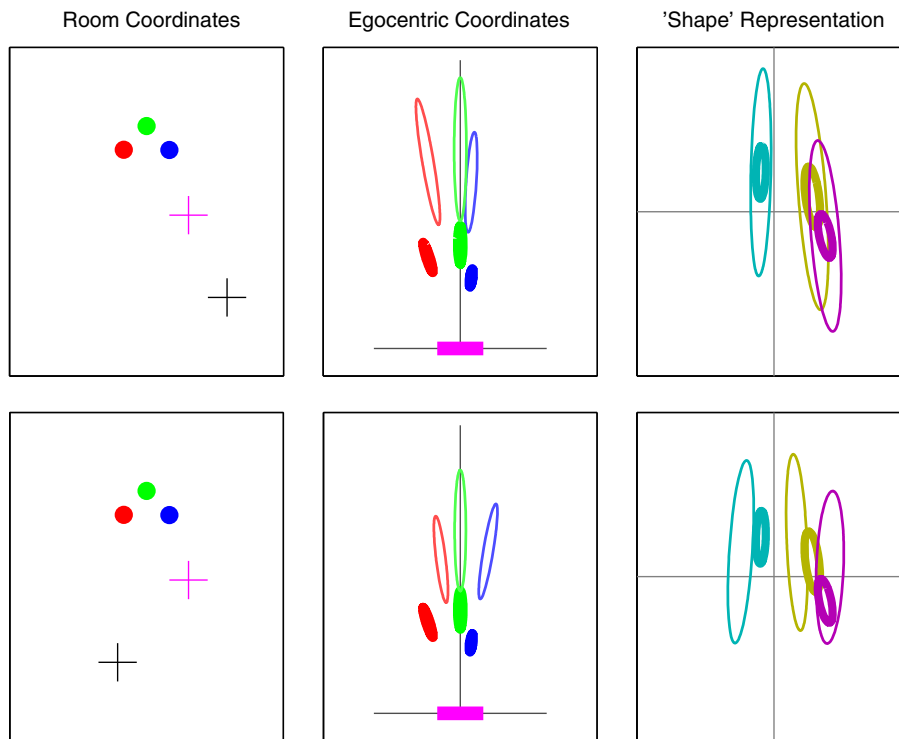 Room Coordinates
Egocentric Coordinates
’Shape’ Representation